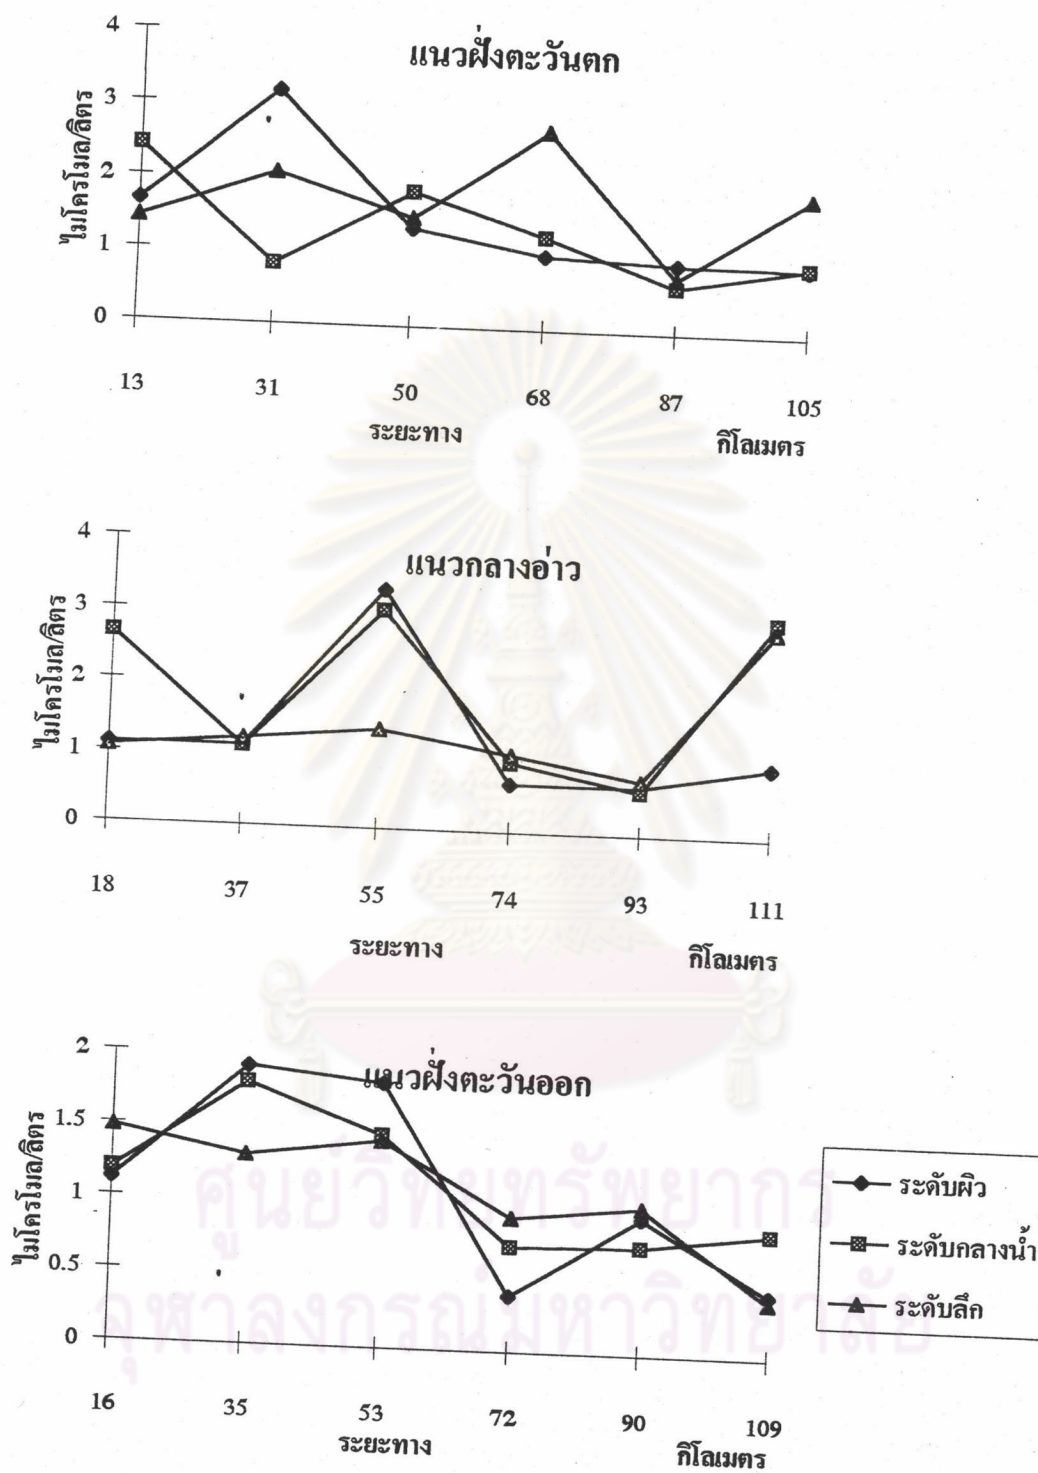 แนวฝั่งตะวันตก
ไมโครโมล/ลิตร
4
3
2
1
0
13 31 50 68 87 105
ระยะทาง กิโลเมตร
แนวกลางอ่าว
ไมโครโมล/ลิตร
4
3
2
1
0
18 37 55 74 93 111
ระยะทาง กิโลเมตร
แนวฝั่งตะวันออก
ไมโครโมล/ลิตร
2
1.5
1
0.5
0
16 35 53 72 90 109
ระยะทาง กิโลเมตร
ระดับผิว
ระดับกลางน้ำ
ระดับลึก
ศูนย์วิทยทรัพยากร
จุฬาลงกรณ์มหาวิทยาลัย